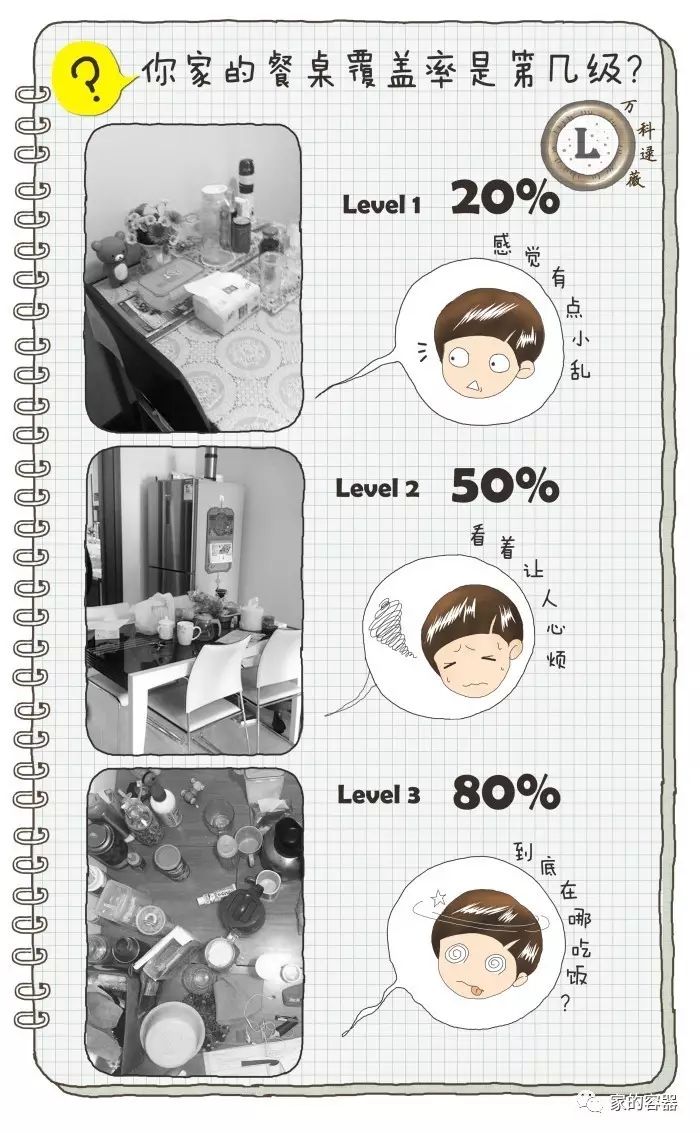 ?
你家的餐桌覆盖率是第几级?
L
万科逯薇
Level 1 20%
感觉有点小乱
Level 2 50%
看着让人心烦
Level 3 80%
到底在哪吃饭?
家的容器